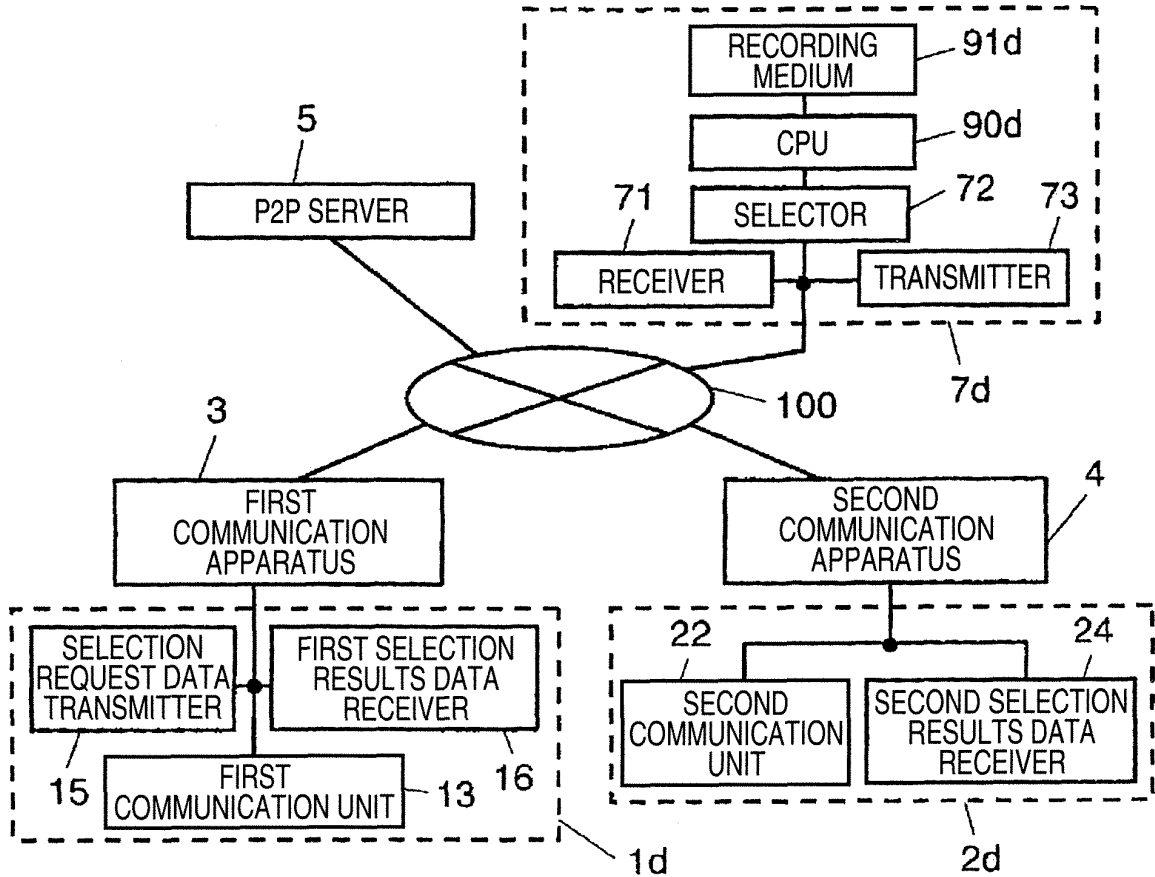 RECORDING
MEDIUM
91d
CPU
90d
SELECTOR
72
71
RECEIVER
73
TRANSMITTER
7d
5
P2P SERVER
100
3
FIRST
COMMUNICATION
APPARATUS
4
SECOND
COMMUNICATION
APPARATUS
SELECTION
REQUEST DATA
TRANSMITTER
15
FIRST SELECTION
RESULTS DATA
RECEIVER
16
FIRST
COMMUNICATION UNIT
13
1d
22
SECOND
COMMUNICATION
UNIT
24
SECOND SELECTION
RESULTS DATA
RECEIVER
2d